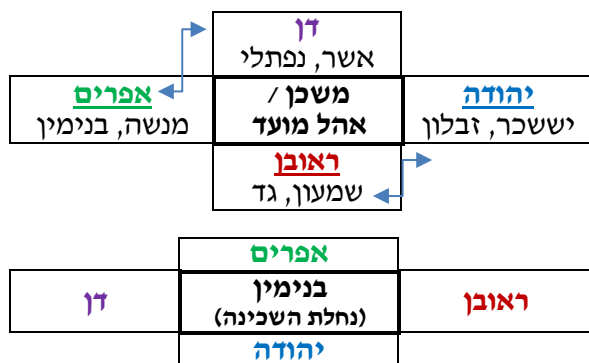 דן
אשר, נפתלי
יהודה
יששכר, זבלון
משכן /
אהל מועד
אפרים
מנשה, בנימין
ראובן
שמעון, גד
אפרים
ראובן
בנימין
(נחלת השכינה)
דן
יהודה